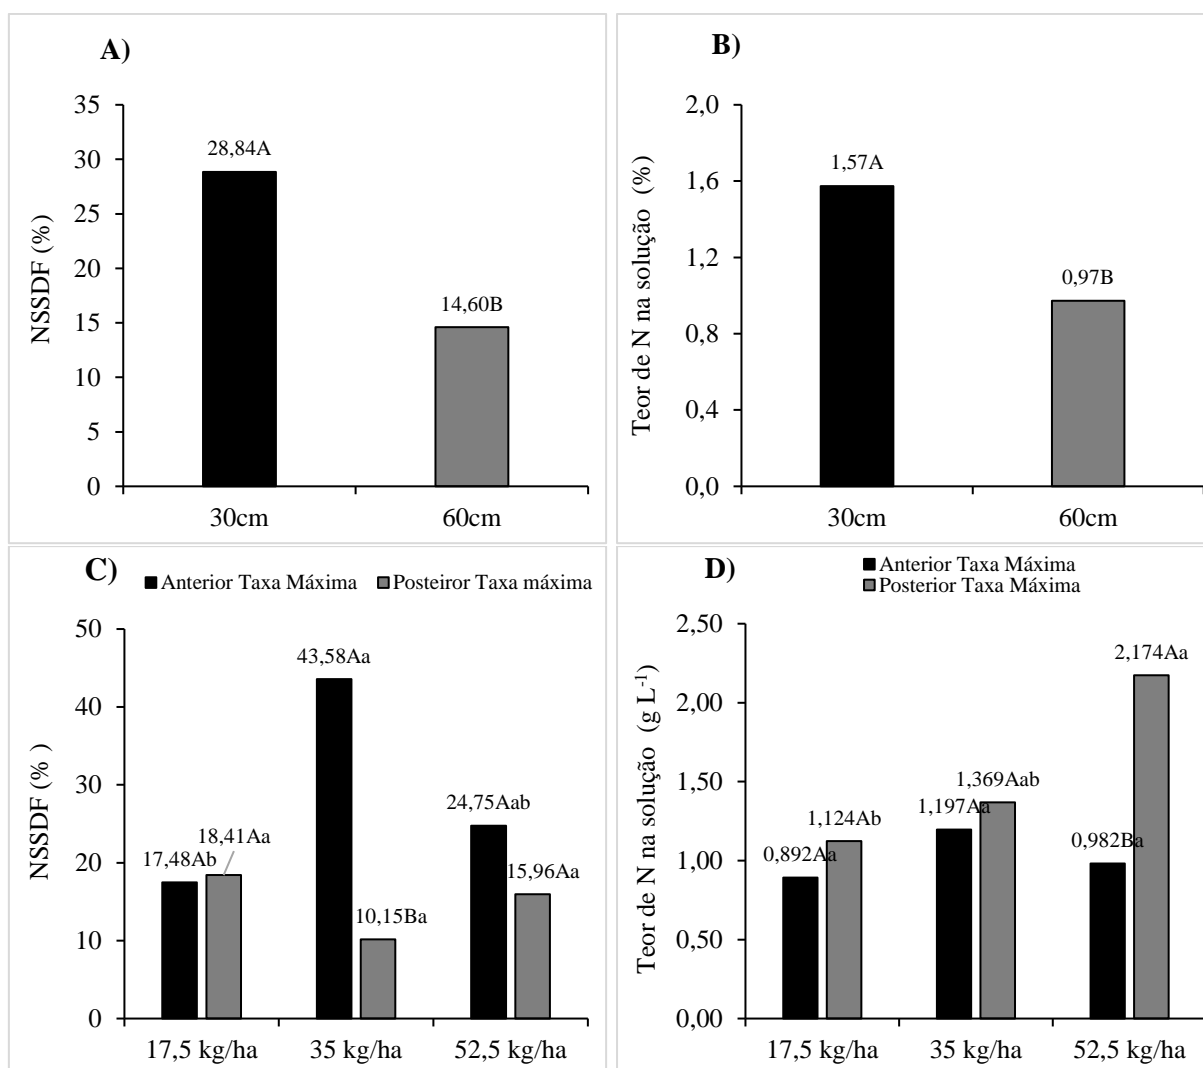 A)
NSSDF (%)
35
30
25
20
15
10
5
0
28,84A
14,60B
30cm
60cm
B)
Teor de N na solução (%)
2,0
1,6
1,2
0,8
0,4
0,0
1,57A
0,97B
30cm
60cm
C)
Anterior Taxa Máxima
Posteiror Taxa máxima
NSSDF (% )
50
40
30
20
10
0
17,48Ab
18,41Aa
43,58Aa
10,15Ba
24,75Aab
15,96Aa
17,5 kg/ha
35 kg/ha
52,5 kg/ha
D)
Anterior Taxa Máxima
Posterior Taxa Máxima
Teor de N na solução (g L-1)
2,50
2,00
1,50
1,00
0,50
0,00
0,892Aa
1,124Ab
1,197Aa
1,369Aab
0,982Ba
2,174Aa
17,5 kg/ha
35 kg/ha
52,5 kg/ha